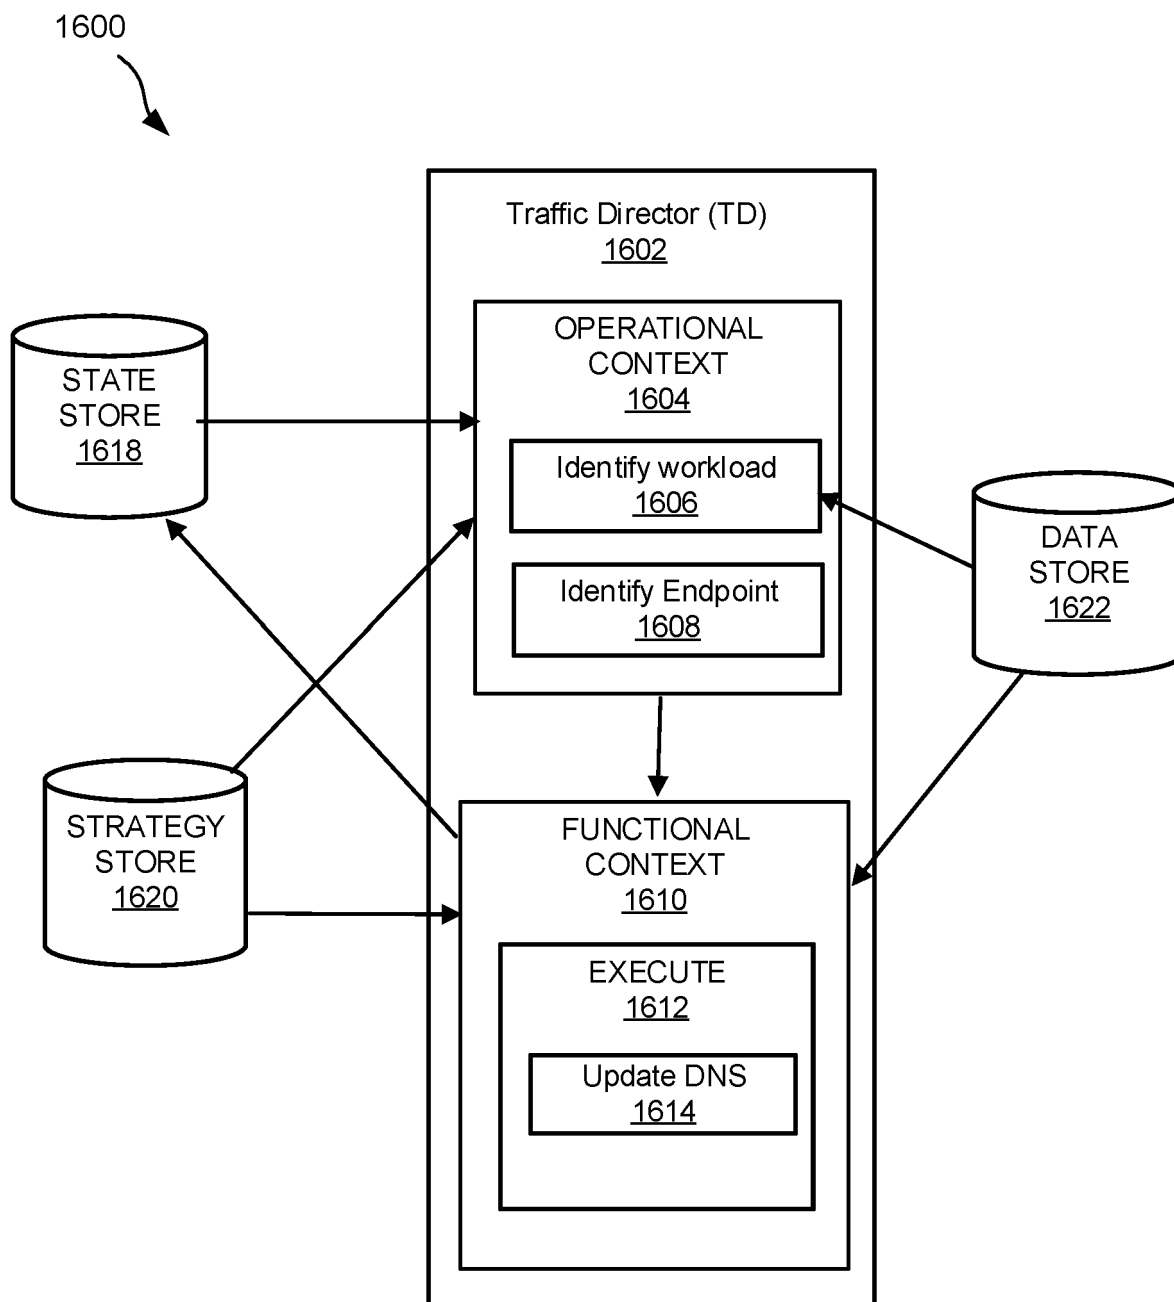 1600
Traffic Director (TD)
1602
OPERATIONAL
CONTEXT
1604
Identify workload
1606
Identify Endpoint
1608
STATE
STORE
1618
DATA
STORE
1622
STRATEGY
STORE
1620
FUNCTIONAL
CONTEXT
1610
EXECUTE
1612
Update DNS
1614